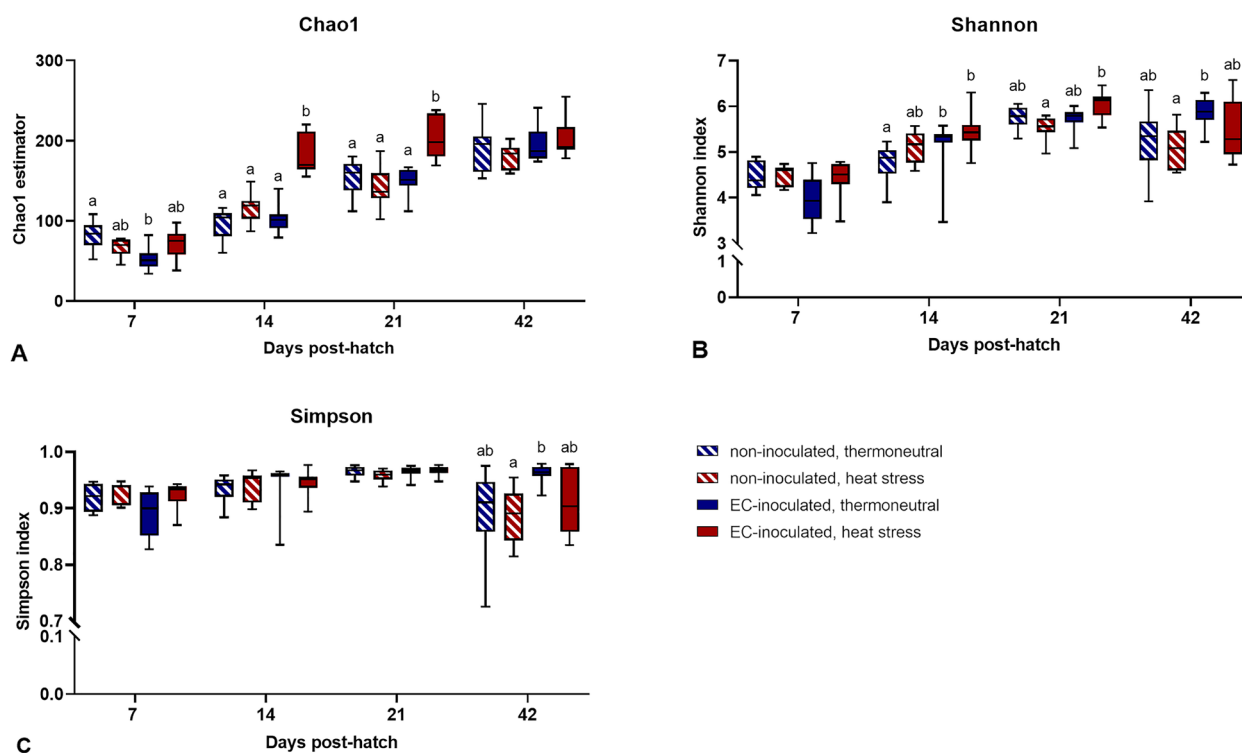 Chao1
300
200
100
0
Chao1 estimator
a ab b ab
a a a b
a a a b
7 14 21 42
Days post-hatch
A
Shannon
7
6
5
4
3
1
0
Shannon index
a ab b b
ab a ab b
ab a b ab
7 14 21 42
Days post-hatch
B
Simpson
1.0
0.9
0.8
0.7
0.1
0.0
Simpson index
ab a b ab
7 14 21 42
Days post-hatch
C
non-inoculated, thermoneutral
non-inoculated, heat stress
EC-inoculated, thermoneutral
EC-inoculated, heat stress